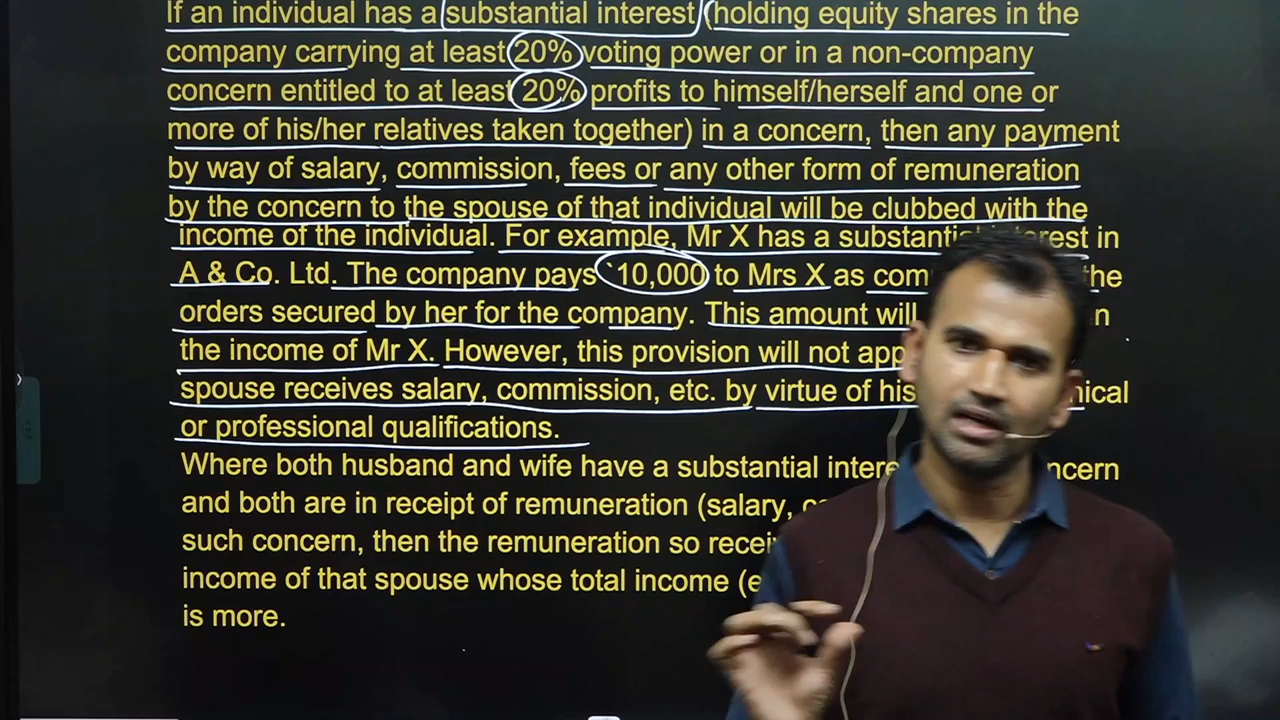 If an individual has a substantial interest (holding equity shares in the
company carrying at least 20% voting power or in a non-company
concern entitled to at least 20% profits to himself/herself and one or
more of his/her relatives taken together) in a concern, then any payment
by way of salary, commission, fees or any other form of remuneration
by the concern to the spouse of that individual will be clubbed with the
income of the individual. For example, Mr X has a substantial interest in
A & Co. Ltd. The company pays `10,000 to Mrs X as com he
orders secured by her for the company. This amount will n
the income of Mr X. However, this provision will not app
spouse receives salary, commission, etc. by virtue of his nical
or professional qualifications.
Where both husband and wife have a substantial intere ncern
and both are in receipt of remuneration (salary, c
such concern, then the remuneration so recei
income of that spouse whose total income (e
is more.